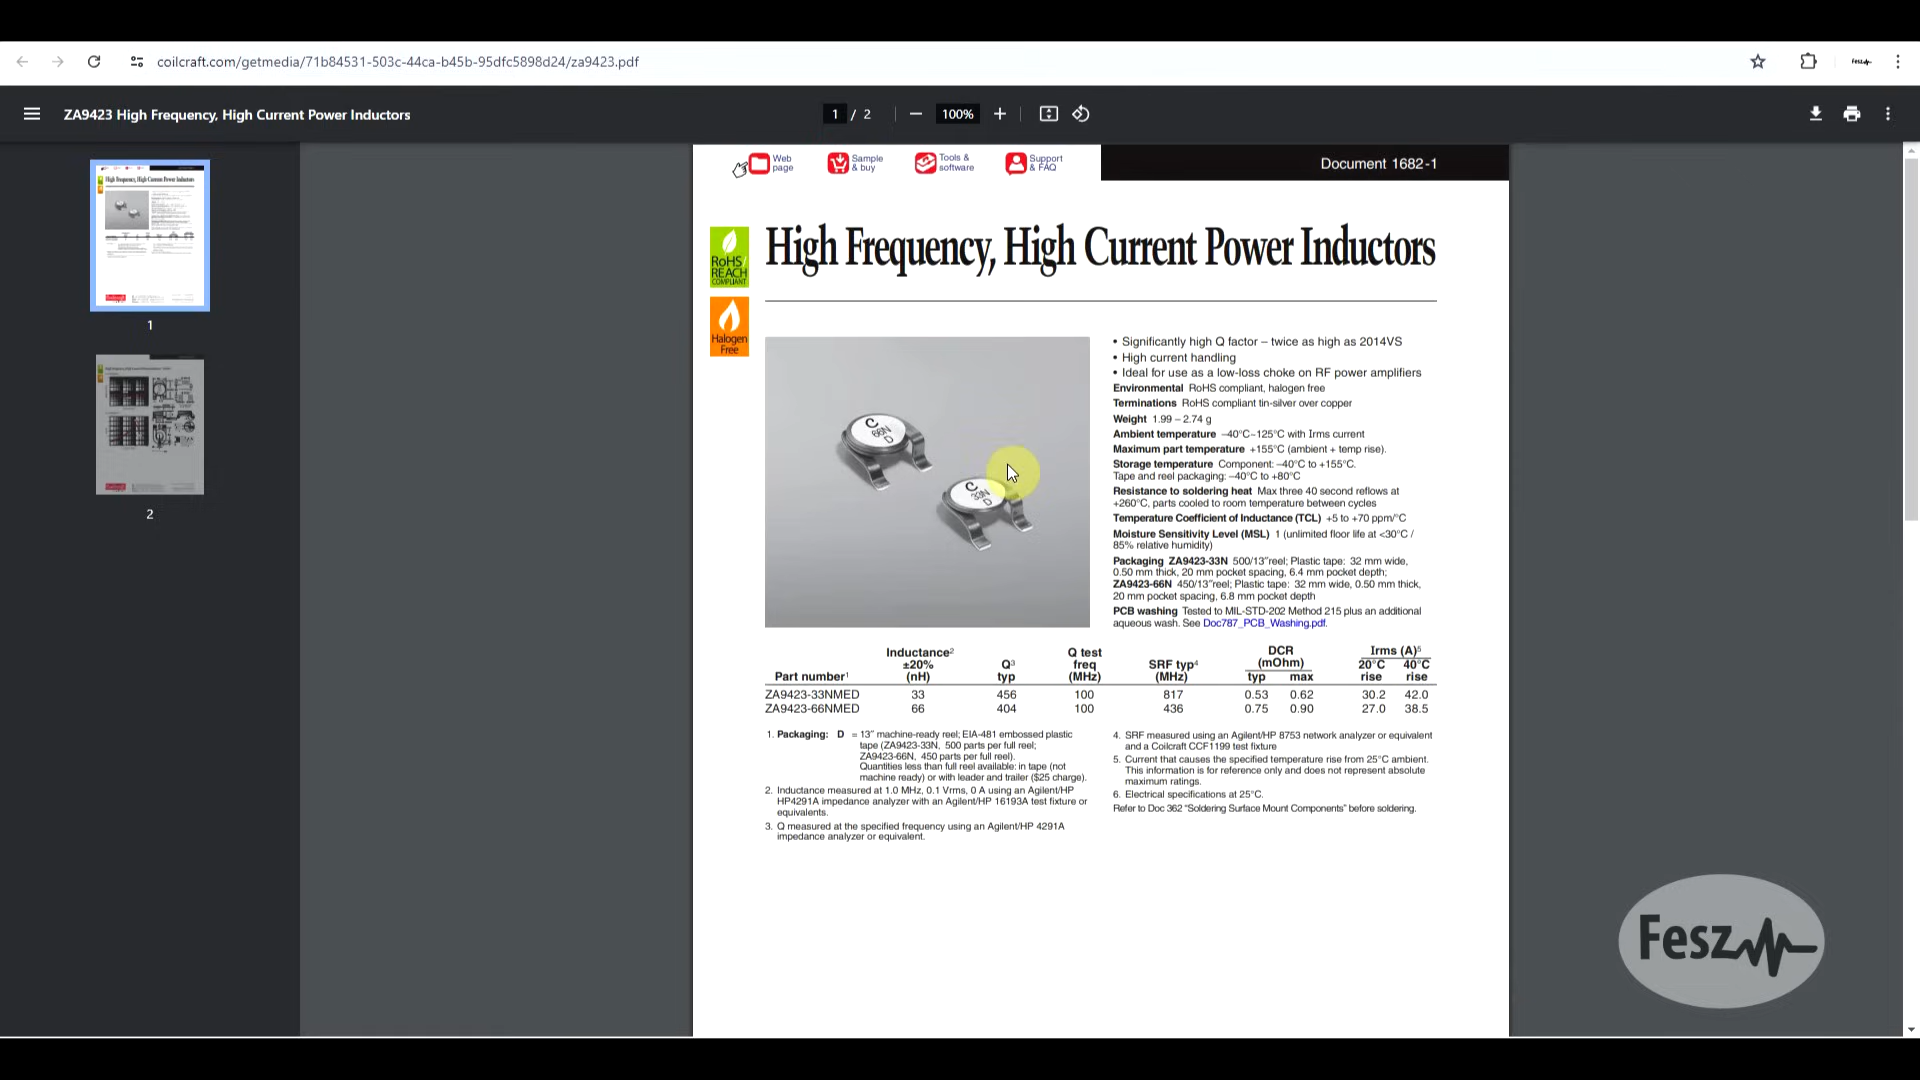 coilcraft.com/getmedia/71b84531-503c-44ca-b45b-95dfc5898d24/za9423.pdf
Fesz
ZA9423 High Frequency, High Current Power Inductors
1 / 2
100%
Web page
Sample & buy
Tools & software
Support & FAQ
Document 1682-1
RoHS/
REACH
COMPLIANT
High Frequency, High Current Power Inductors
Halogen
Free
C
66N
D
C
33N
D
• Significantly high Q factor – twice as high as 2014VS
• High current handling
• Ideal for use as a low-loss choke on RF power amplifiers
Environmental RoHS compliant, halogen free
Terminations RoHS compliant tin-silver over copper
Weight 1.99 – 2.74 g
Ambient temperature –40°C–125°C with Irms current
Maximum part temperature +155°C (ambient + temp rise).
Storage temperature Component: –40°C to +155°C.
Tape and reel packaging: –40°C to +80°C
Resistance to soldering heat Max three 40 second reflows at
+260°C, parts cooled to room temperature between cycles
Temperature Coefficient of Inductance (TCL) +5 to +70 ppm/°C
Moisture Sensitivity Level (MSL) 1 (unlimited floor life at <30°C /
85% relative humidity)
Packaging ZA9423-33N 500/13″reel; Plastic tape: 32 mm wide,
0.50 mm thick, 20 mm pocket spacing, 6.4 mm pocket depth;
ZA9423-66N 450/13″reel; Plastic tape: 32 mm wide, 0.50 mm thick,
20 mm pocket spacing, 6.8 mm pocket depth
PCB washing Tested to MIL-STD-202 Method 215 plus an additional
aqueous wash. See Doc787_PCB_Washing.pdf.
Inductance2 Q test DCR Irms (A)5
±20% Q3 freq SRF typ4 (mOhm) 20°C 40°C
Part number1 (nH) typ (MHz) (MHz) typ max rise rise
ZA9423-33NMED 33 456 100 817 0.53 0.62 30.2 42.0
ZA9423-66NMED 66 404 100 436 0.75 0.90 27.0 38.5
1. Packaging: D = 13″ machine-ready reel; EIA-481 embossed plastic
tape (ZA9423-33N, 500 parts per full reel;
ZA9423-66N, 450 parts per full reel).
Quantities less than full reel available: in tape (not
machine ready) or with leader and trailer ($25 charge).
2. Inductance measured at 1.0 MHz, 0.1 Vrms, 0 A using an Agilent/HP
HP4291A impedance analyzer with an Agilent/HP 16193A test fixture or
equivalents.
3. Q measured at the specified frequency using an Agilent/HP 4291A
impedance analyzer or equivalent.
4. SRF measured using an Agilent/HP 8753 network analyzer or equivalent
and a Coilcraft CCF1199 test fixture
5. Current that causes the specified temperature rise from 25°C ambient.
This information is for reference only and does not represent absolute
maximum ratings.
6. Electrical specifications at 25°C.
Refer to Doc 362 "Soldering Surface Mount Components" before soldering.
1
2
Fesz